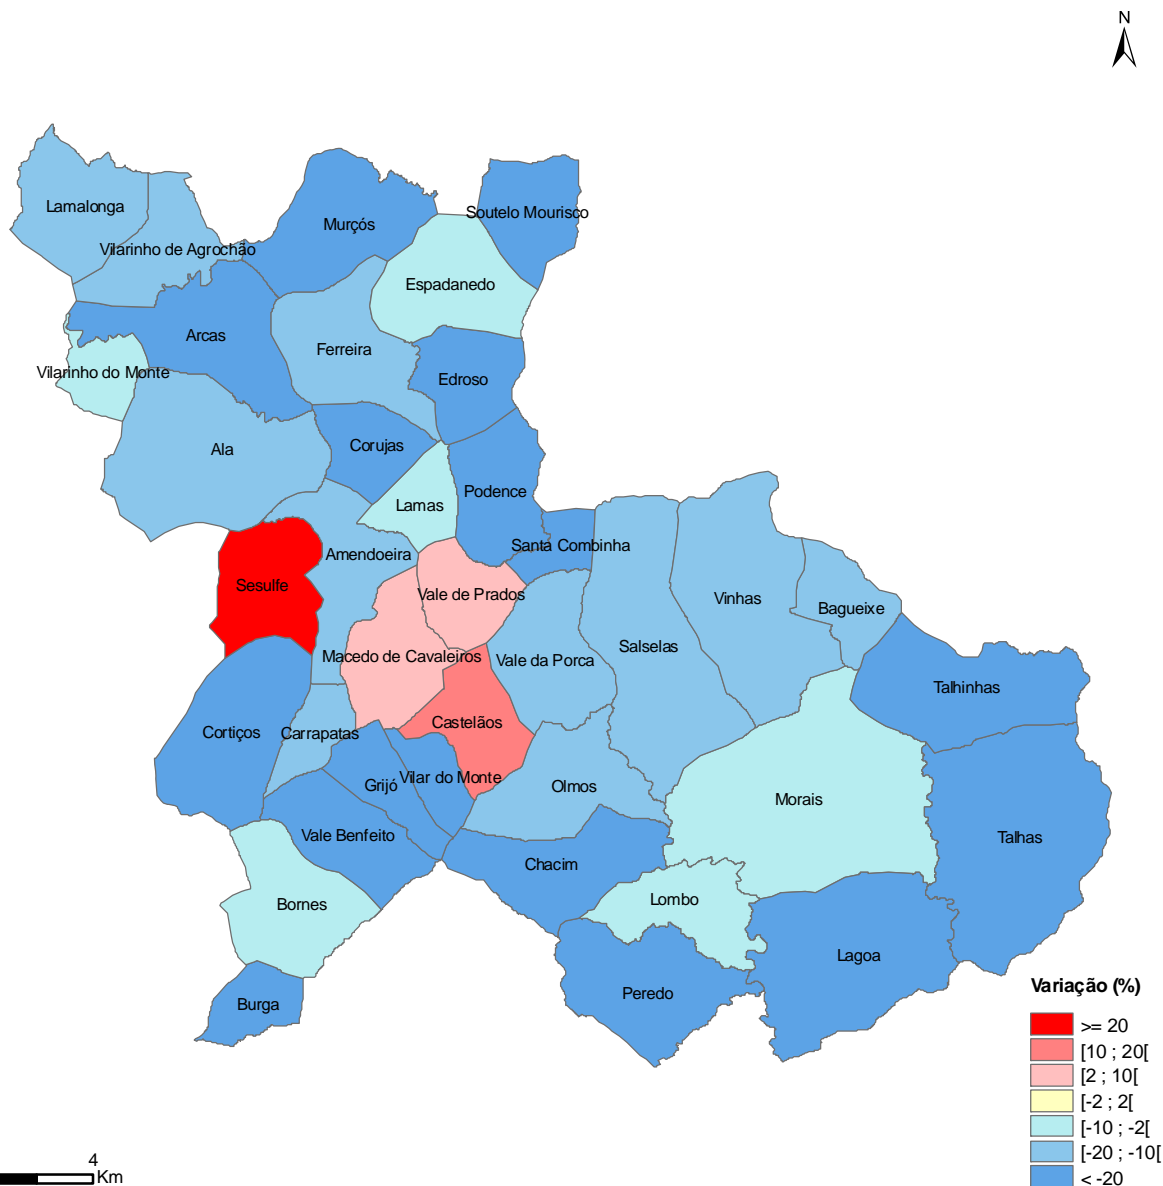 N
Lamalonga
Soutelo Mourisco
Murçós
Vilarinho de Agrochão
Espadanedo
Arcas
Ferreira
Vilarinho do Monte
Edroso
Ala
Corujas
Podence
Lamas
Santa Combinha
Amendoeira
Sesulfe
Vale de Prados
Vinhas
Bagueixe
Salselas
Macedo de Cavaleiros
Vale da Porca
Talhinhas
Castelãos
Cortiços
Carrapatas
Vilar do Monte
Grijó
Olmos
Morais
Vale Benfeito
Talhas
Chacim
Lombo
Bornes
Lagoa
Peredo
Burga
Variação (%)
>= 20
[10 ; 20[
[2 ; 10[
[-2 ; 2[
[-10 ; -2[
[-20 ; -10[
< -20
4
Km